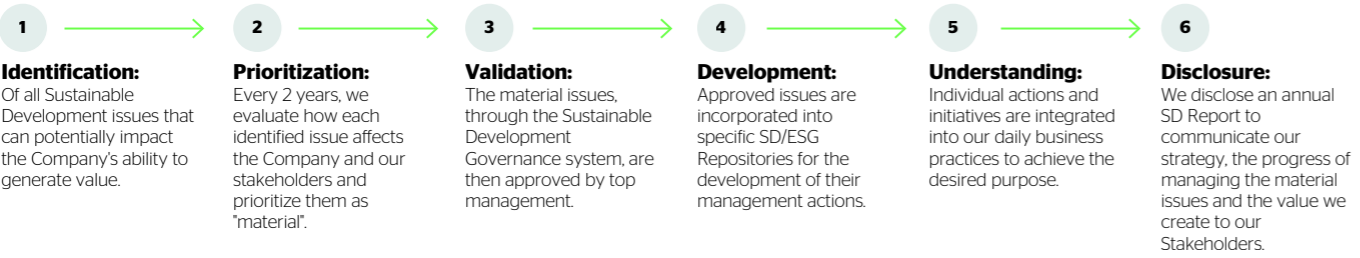 1
Identification:
Of all Sustainable
Development issues that
can potentially impact
the Company's ability to
generate value.
2
Prioritization:
Every 2 years, we
evaluate how each
identified issue affects
the Company and our
stakeholders and
prioritize them as
"material".
3
Validation:
The material issues,
through the Sustainable
Development
Governance system, are
then approved by top
management.
4
Development:
Approved issues are
incorporated into
specific SD/ESG
Repositories for the
development of their
management actions.
5
Understanding:
Individual actions and
initiatives are integrated
into our daily business
practices to achieve the
desired purpose.
6
Disclosure:
We disclose an annual
SD Report to
communicate our
strategy, the progress of
managing the material
issues and the value we
create to our
Stakeholders.